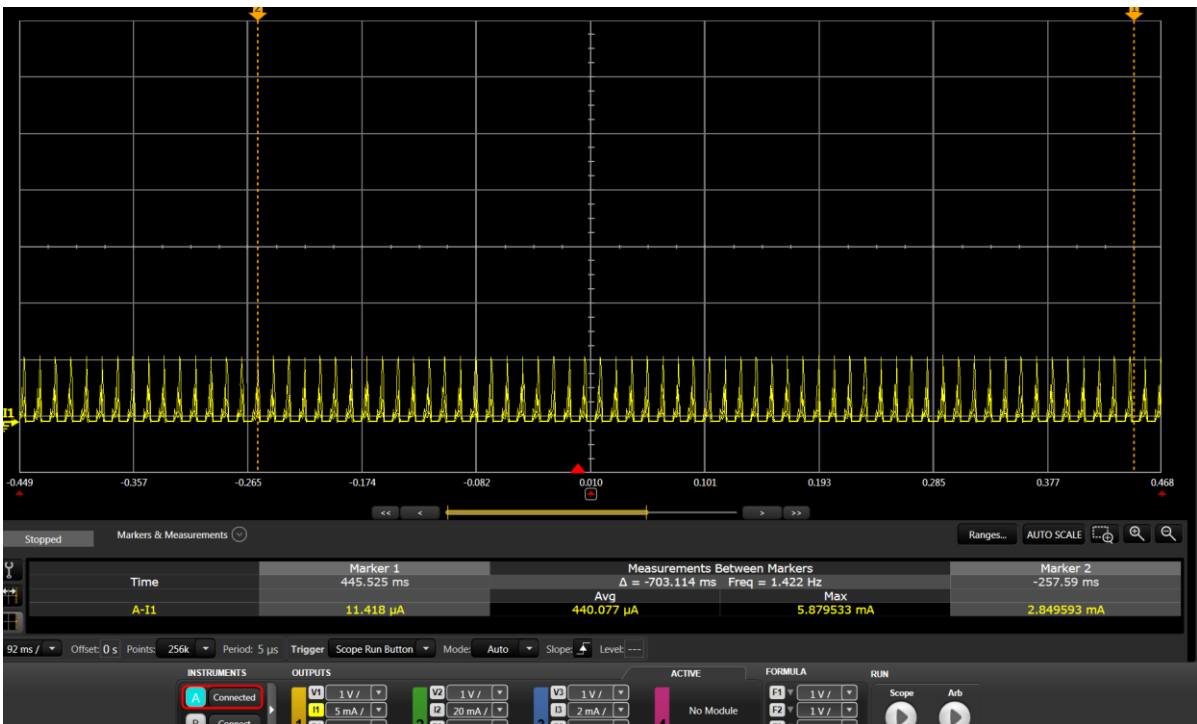 2 1
I1
-0.449 -0.357 -0.265 -0.174 -0.082 0.010 0.101 0.193 0.285 0.377 0.468
<< < > >>
Stopped Markers & Measurements Ranges... AUTO SCALE
Marker 1 Measurements Between Markers Marker 2
Time 445.525 ms Δ = -703.114 ms Freq = 1.422 Hz -257.59 ms
Avg Max
A-I1 11.418 µA 440.077 µA 5.879533 mA 2.849593 mA
92 ms / Offset: 0 s Points: 256k Period: 5 µs Trigger Scope Run Button Mode: Auto Slope: Level: ---
INSTRUMENTS OUTPUTS ACTIVE FORMULA RUN
A Connected V1 1 V / V2 1 V / V3 1 V / No Module F1 1 V / Scope Arb
Connect I1 5 mA / I2 20 mA / I3 2 mA / F2 1 V /